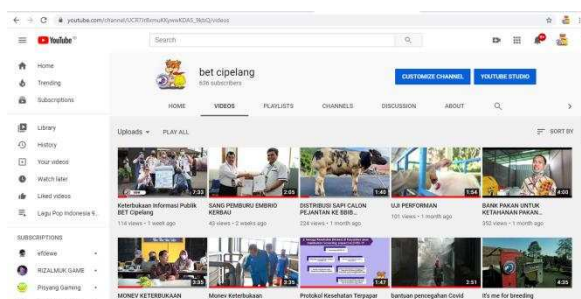 youtube.com/channel/
YouTube
Search
Home
Trending
Subscriptions
Library
History
Your videos
Watch later
Liked videos
Lagu Pop Indonesia 9..
SUBSCRIPTIONS
vfdewe
RIZALMUK GAME
Pisyang Gaming
bet cipelang
636 subscribers
CUSTOMIZE CHANNEL
YOUTUBE STUDIO
HOME VIDEOS PLAYLISTS CHANNELS DISCUSSION ABOUT
Uploads PLAY ALL SORT BY
7:33
2:05
1:40
1:54
4:03
Keterbukaan Informasi Publik
BET Cipelang
114 views • 1 week ago
SANG PEMBURU EMBRIO
KERBAU
43 views • 2 weeks ago
DISTRIBUSI SAPI CALON
PEJANTAN KE BBIB...
224 views • 1 month ago
UJI PERFORMAN
101 views • 1 month ago
BANK PAKAN UNTUK
KETAHANAN PAKAN...
352 views • 1 month ago
3:35
3:35
1:47
2:51
4:35
MONEV KETERBUKAAN
Monev Keterbukaan
Protokol Kesehatan Terpapar
bantuan pencegahan Covid
It's me for breeding